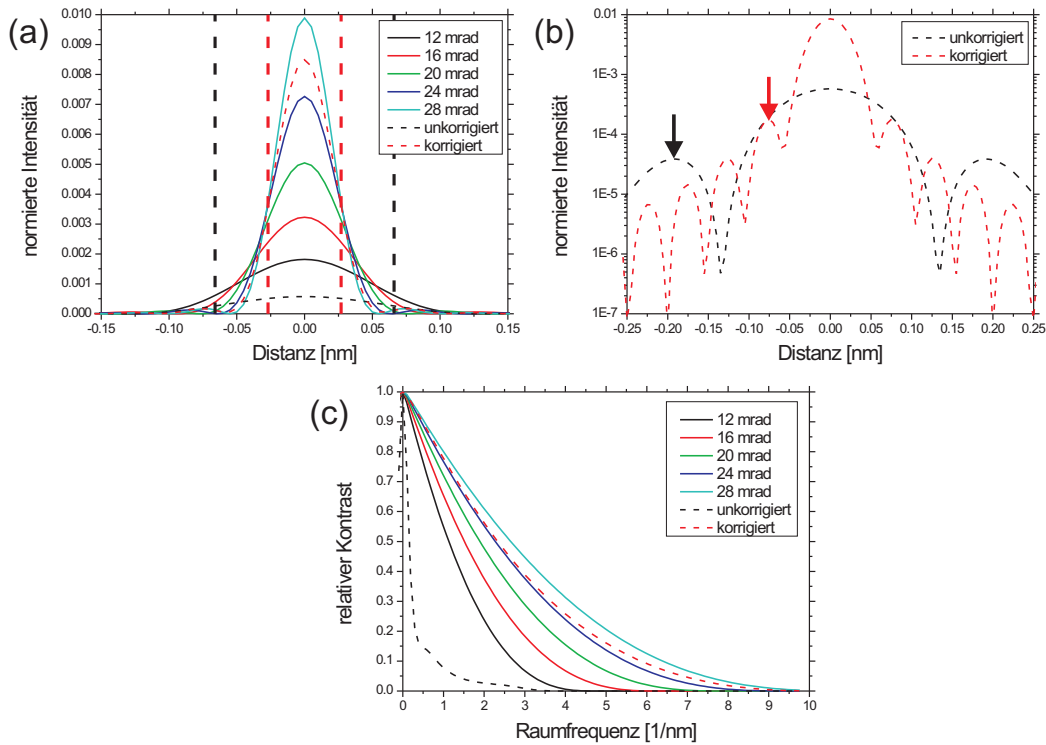 (a)
normierte Intensität
0.010
0.009
0.008
0.007
0.006
0.005
0.004
0.003
0.002
0.001
0.000
-0.15
-0.10
-0.05
0.00
0.05
0.10
0.15
Distanz [nm]
12 mrad
16 mrad
20 mrad
24 mrad
28 mrad
unkorrigiert
korrigiert
(b)
normierte Intensität
0.01
1E-3
1E-4
1E-5
1E-6
1E-7
-0.25
-0.20
-0.15
-0.10
-0.05
0.00
0.05
0.10
0.15
0.20
0.25
Distanz [nm]
unkorrigiert
korrigiert
(c)
relativer Kontrast
1.0
0.9
0.8
0.7
0.6
0.5
0.4
0.3
0.2
0.1
0.0
0
1
2
3
4
5
6
7
8
9
10
Raumfrequenz [1/nm]
12 mrad
16 mrad
20 mrad
24 mrad
28 mrad
unkorrigiert
korrigiert